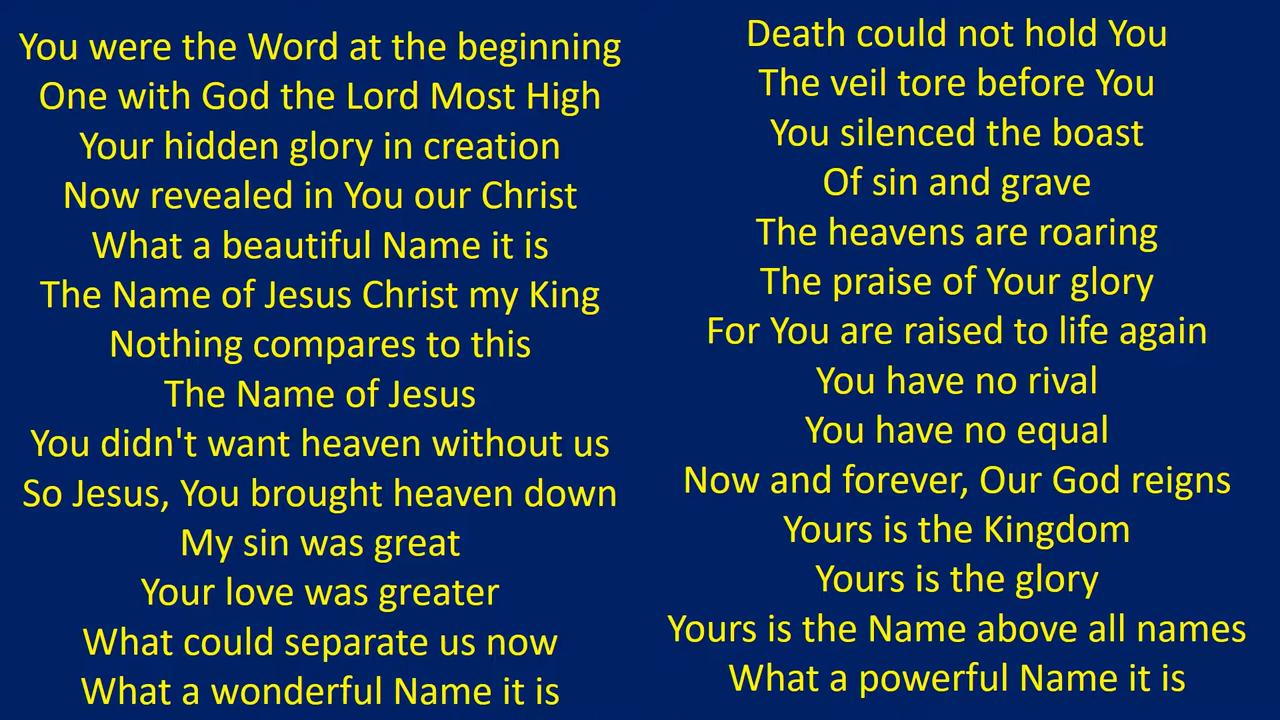 You were the Word at the beginning
One with God the Lord Most High
Your hidden glory in creation
Now revealed in You our Christ
What a beautiful Name it is
The Name of Jesus Christ my King
Nothing compares to this
The Name of Jesus
You didn't want heaven without us
So Jesus, You brought heaven down
My sin was great
Your love was greater
What could separate us now
What a wonderful Name it is
Death could not hold You
The veil tore before You
You silenced the boast
Of sin and grave
The heavens are roaring
The praise of Your glory
For You are raised to life again
You have no rival
You have no equal
Now and forever, Our God reigns
Yours is the Kingdom
Yours is the glory
Yours is the Name above all names
What a powerful Name it is